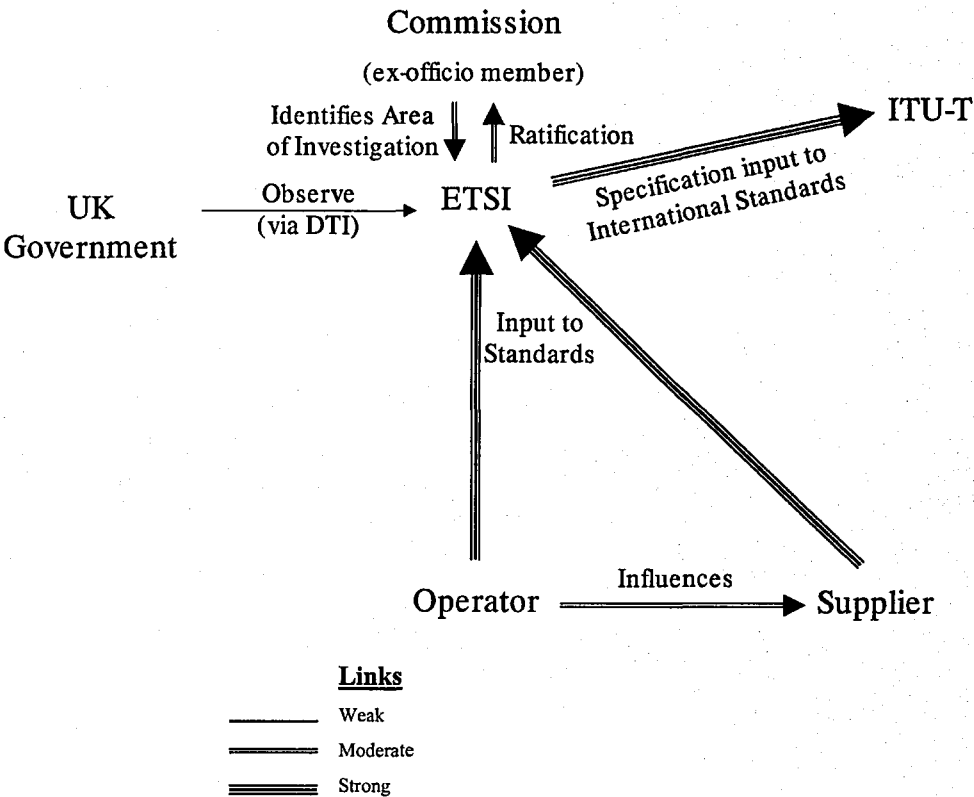 Commission
(ex-officio member)
Identifies Area
of Investigation
Ratification
ITU-T
Specification input to
International Standards
UK
Government
Observe
(via DTI)
ETSI
Input to
Standards
Operator
Influences
Supplier
Links
Weak
Moderate
Strong